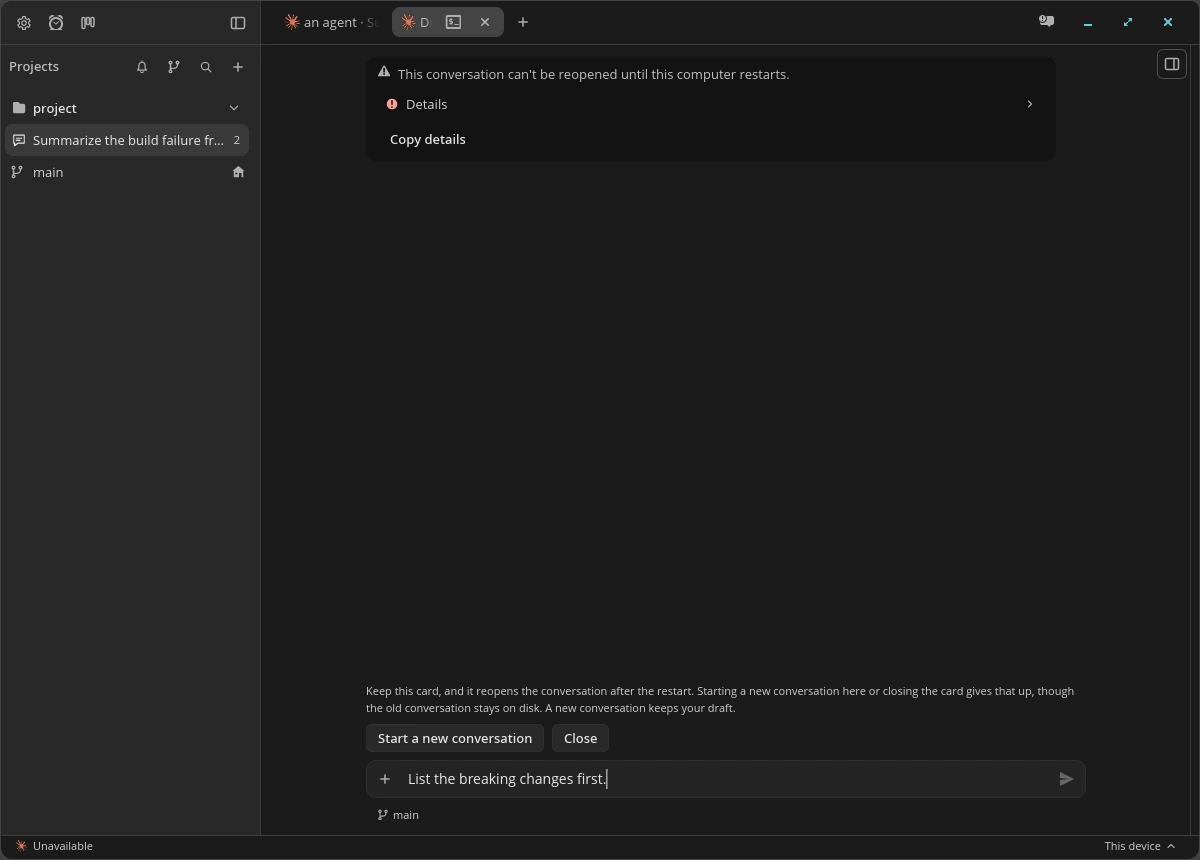 an agent · Su
D
Projects
project
Summarize the build failure fr... 2
main
This conversation can't be reopened until this computer restarts.
Details
Copy details
Keep this card, and it reopens the conversation after the restart. Starting a new conversation here or closing the card gives that up, though
the old conversation stays on disk. A new conversation keeps your draft.
Start a new conversation Close
List the breaking changes first.
main
Unavailable This device